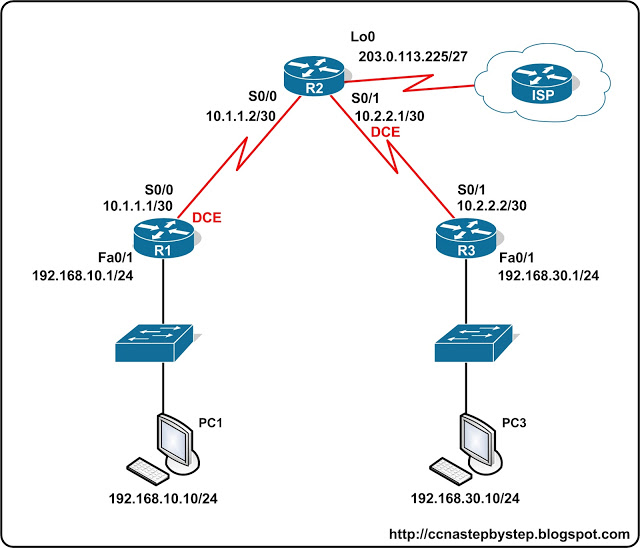 Lo0
203.0.113.225/27
R2
ISP
S0/0
10.1.1.2/30
S0/1
10.2.2.1/30
DCE
S0/0
10.1.1.1/30
DCE
S0/1
10.2.2.2/30
R1
R3
Fa0/1
192.168.10.1/24
Fa0/1
192.168.30.1/24
PC1
PC3
192.168.10.10/24
192.168.30.10/24
http://ccnastepbystep.blogspot.com